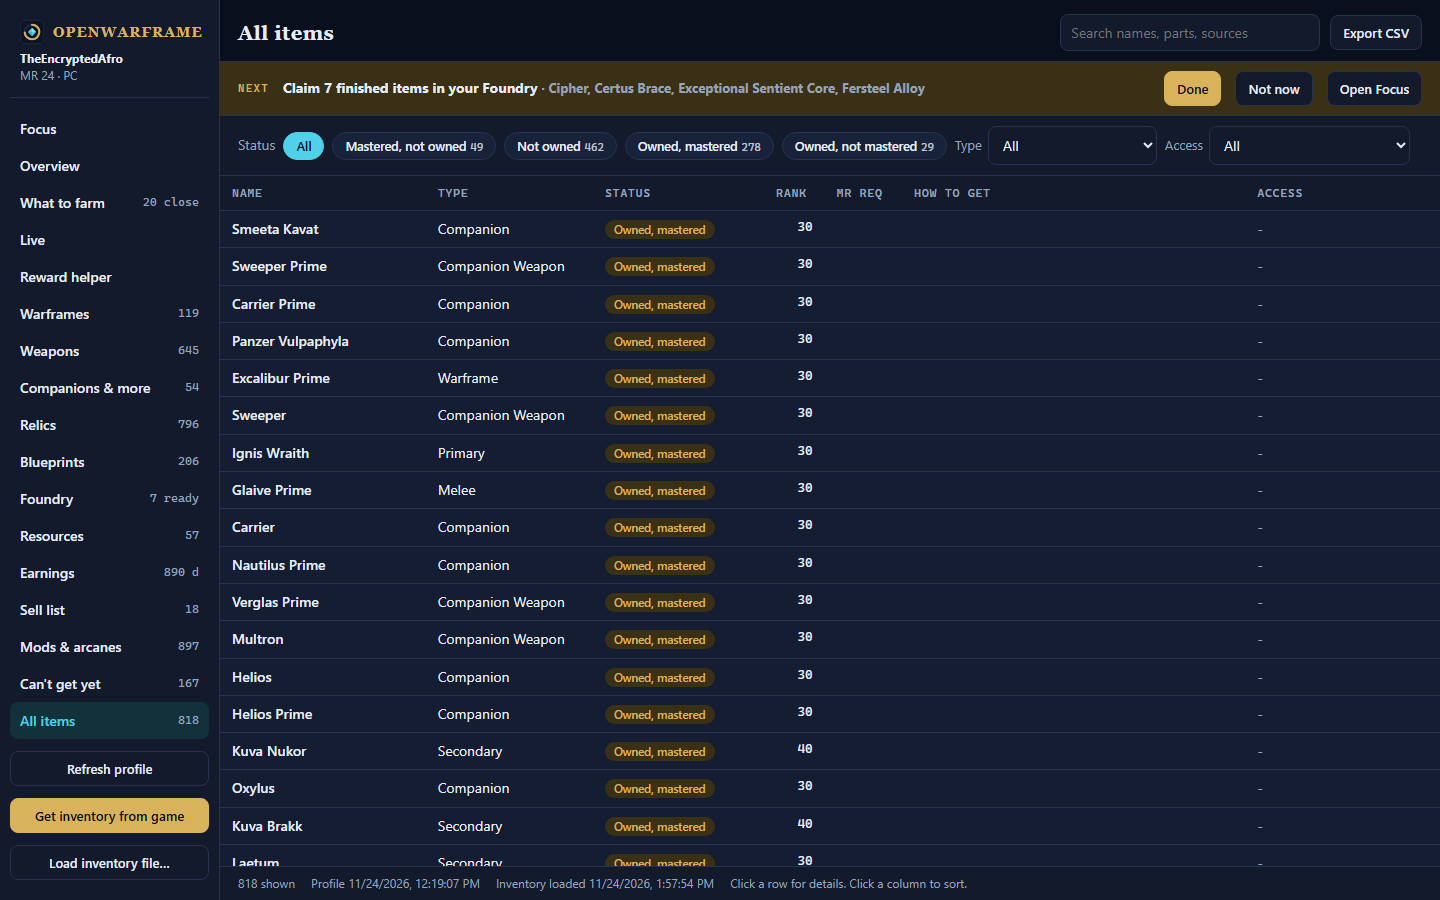 OPENWARFRAME
TheEncryptedAfro
MR 24 · PC
Focus
Overview
What to farm 20 close
Live
Reward helper
Warframes 119
Weapons 645
Companions & more 54
Relics 796
Blueprints 206
Foundry 7 ready
Resources 57
Earnings 890 d
Sell list 18
Mods & arcanes 897
Can't get yet 167
All items 818
Refresh profile
Get inventory from game
Load inventory file...
All items
Search names, parts, sources
Export CSV
NEXT Claim 7 finished items in your Foundry · Cipher, Certus Brace, Exceptional Sentient Core, Fersteel Alloy Done Not now Open Focus
Status All Mastered, not owned 49 Not owned 462 Owned, mastered 278 Owned, not mastered 29 Type All Access All
NAME TYPE STATUS RANK MR REQ HOW TO GET ACCESS
Smeeta Kavat Companion Owned, mastered 30 -
Sweeper Prime Companion Weapon Owned, mastered 30 -
Carrier Prime Companion Owned, mastered 30 -
Panzer Vulpaphyla Companion Owned, mastered 30 -
Excalibur Prime Warframe Owned, mastered 30 -
Sweeper Companion Weapon Owned, mastered 30 -
Ignis Wraith Primary Owned, mastered 30 -
Glaive Prime Melee Owned, mastered 30 -
Carrier Companion Owned, mastered 30 -
Nautilus Prime Companion Owned, mastered 30 -
Verglas Prime Companion Weapon Owned, mastered 30 -
Multron Companion Weapon Owned, mastered 30 -
Helios Companion Owned, mastered 30 -
Helios Prime Companion Owned, mastered 30 -
Kuva Nukor Secondary Owned, mastered 40 -
Oxylus Companion Owned, mastered 30 -
Kuva Brakk Secondary Owned, mastered 40 -
Laetum Secondary Owned, mastered 30 -
818 shown Profile 11/24/2026, 12:19:07 PM Inventory loaded 11/24/2026, 1:57:54 PM Click a row for details. Click a column to sort.